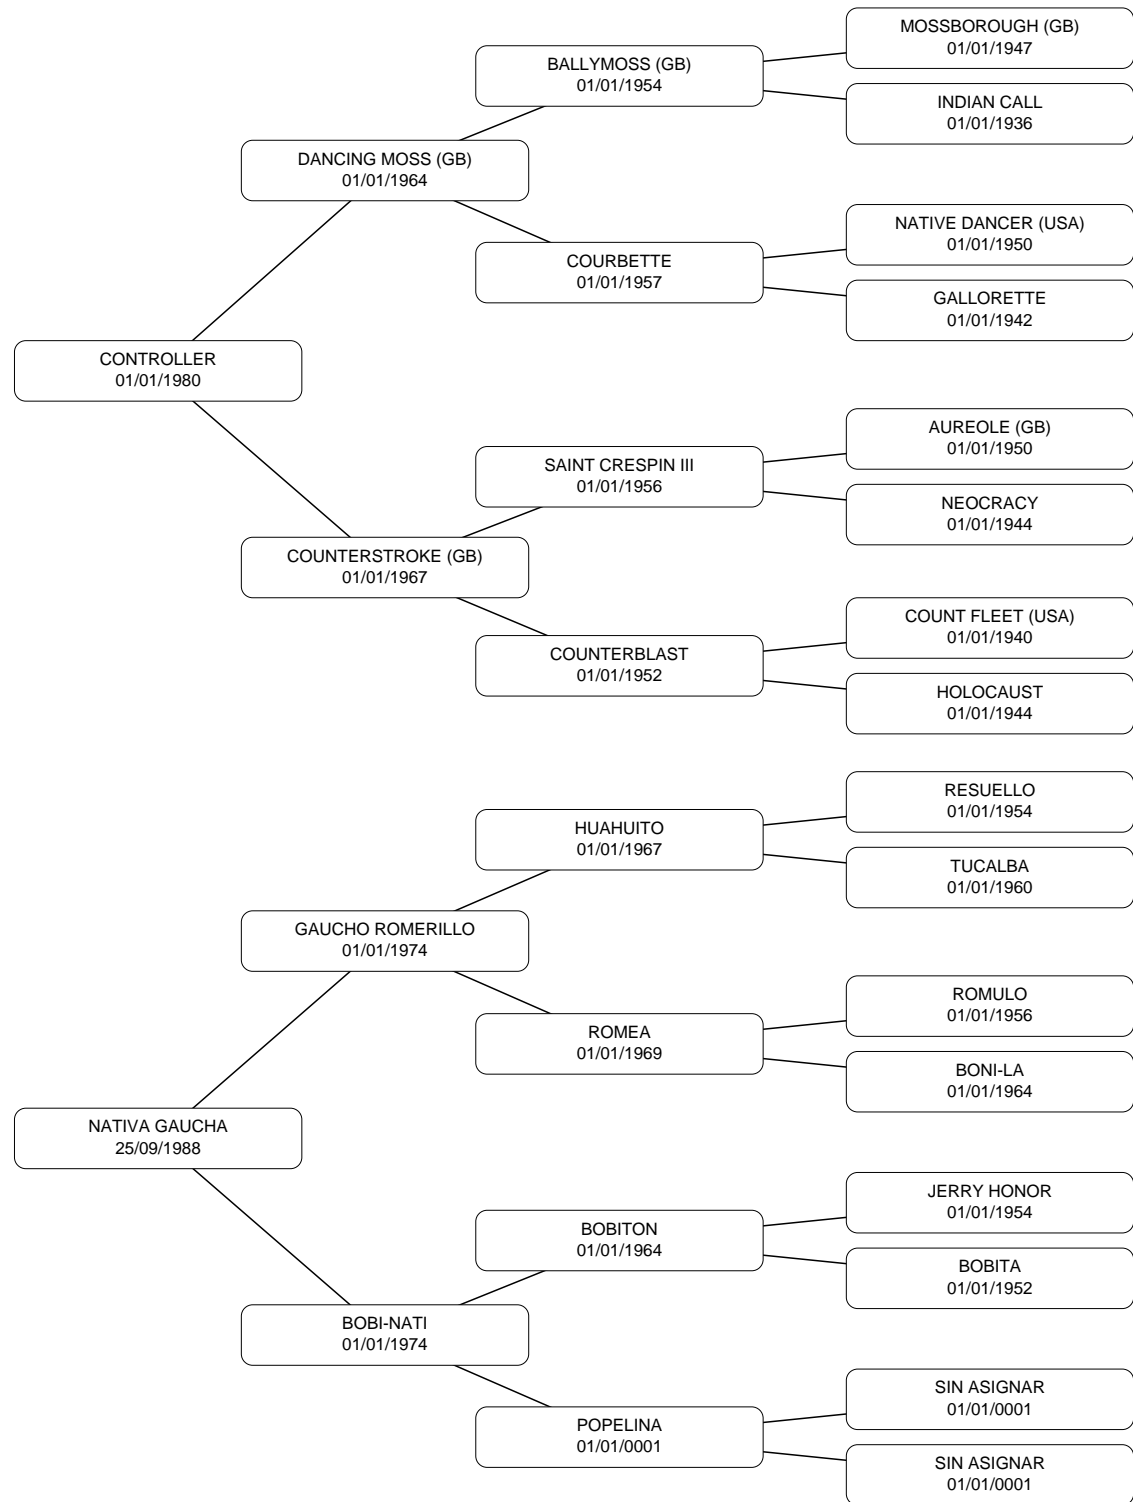 MOSSBOROUGH (GB)
01/01/1947
BALLYMOSS (GB)
01/01/1954
INDIAN CALL
01/01/1936
DANCING MOSS (GB)
01/01/1964
NATIVE DANCER (USA)
01/01/1950
COURBETTE
01/01/1957
GALLORETTE
01/01/1942
CONTROLLER
01/01/1980
AUREOLE (GB)
01/01/1950
SAINT CRESPIN III
01/01/1956
NEOCRACY
01/01/1944
COUNTERSTROKE (GB)
01/01/1967
COUNT FLEET (USA)
01/01/1940
COUNTERBLAST
01/01/1952
HOLOCAUST
01/01/1944
RESUELLO
01/01/1954
HUAHUITO
01/01/1967
TUCALBA
01/01/1960
GAUCHO ROMERILLO
01/01/1974
ROMULO
01/01/1956
ROMEA
01/01/1969
BONI-LA
01/01/1964
NATIVA GAUCHA
25/09/1988
JERRY HONOR
01/01/1954
BOBITON
01/01/1964
BOBITA
01/01/1952
BOBI-NATI
01/01/1974
SIN ASIGNAR
01/01/0001
POPELINA
01/01/0001
SIN ASIGNAR
01/01/0001